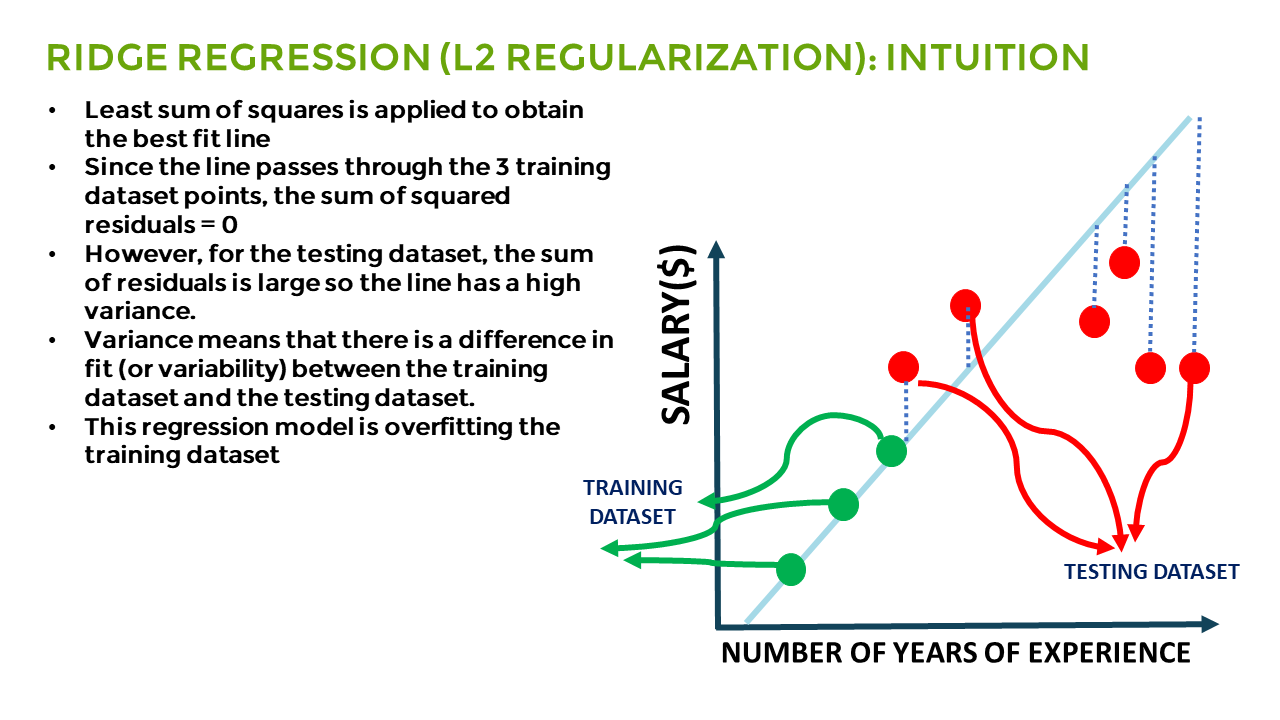 RIDGE REGRESSION (L2 REGULARIZATION): INTUITION
• Least sum of squares is applied to obtain
the best fit line
• Since the line passes through the 3 training
dataset points, the sum of squared
residuals = 0
• However, for the testing dataset, the sum
of residuals is large so the line has a high
variance.
• Variance means that there is a difference in
fit (or variability) between the training
dataset and the testing dataset.
• This regression model is overfitting the
training dataset
SALARY($)
TRAINING
DATASET
TESTING DATASET
NUMBER OF YEARS OF EXPERIENCE